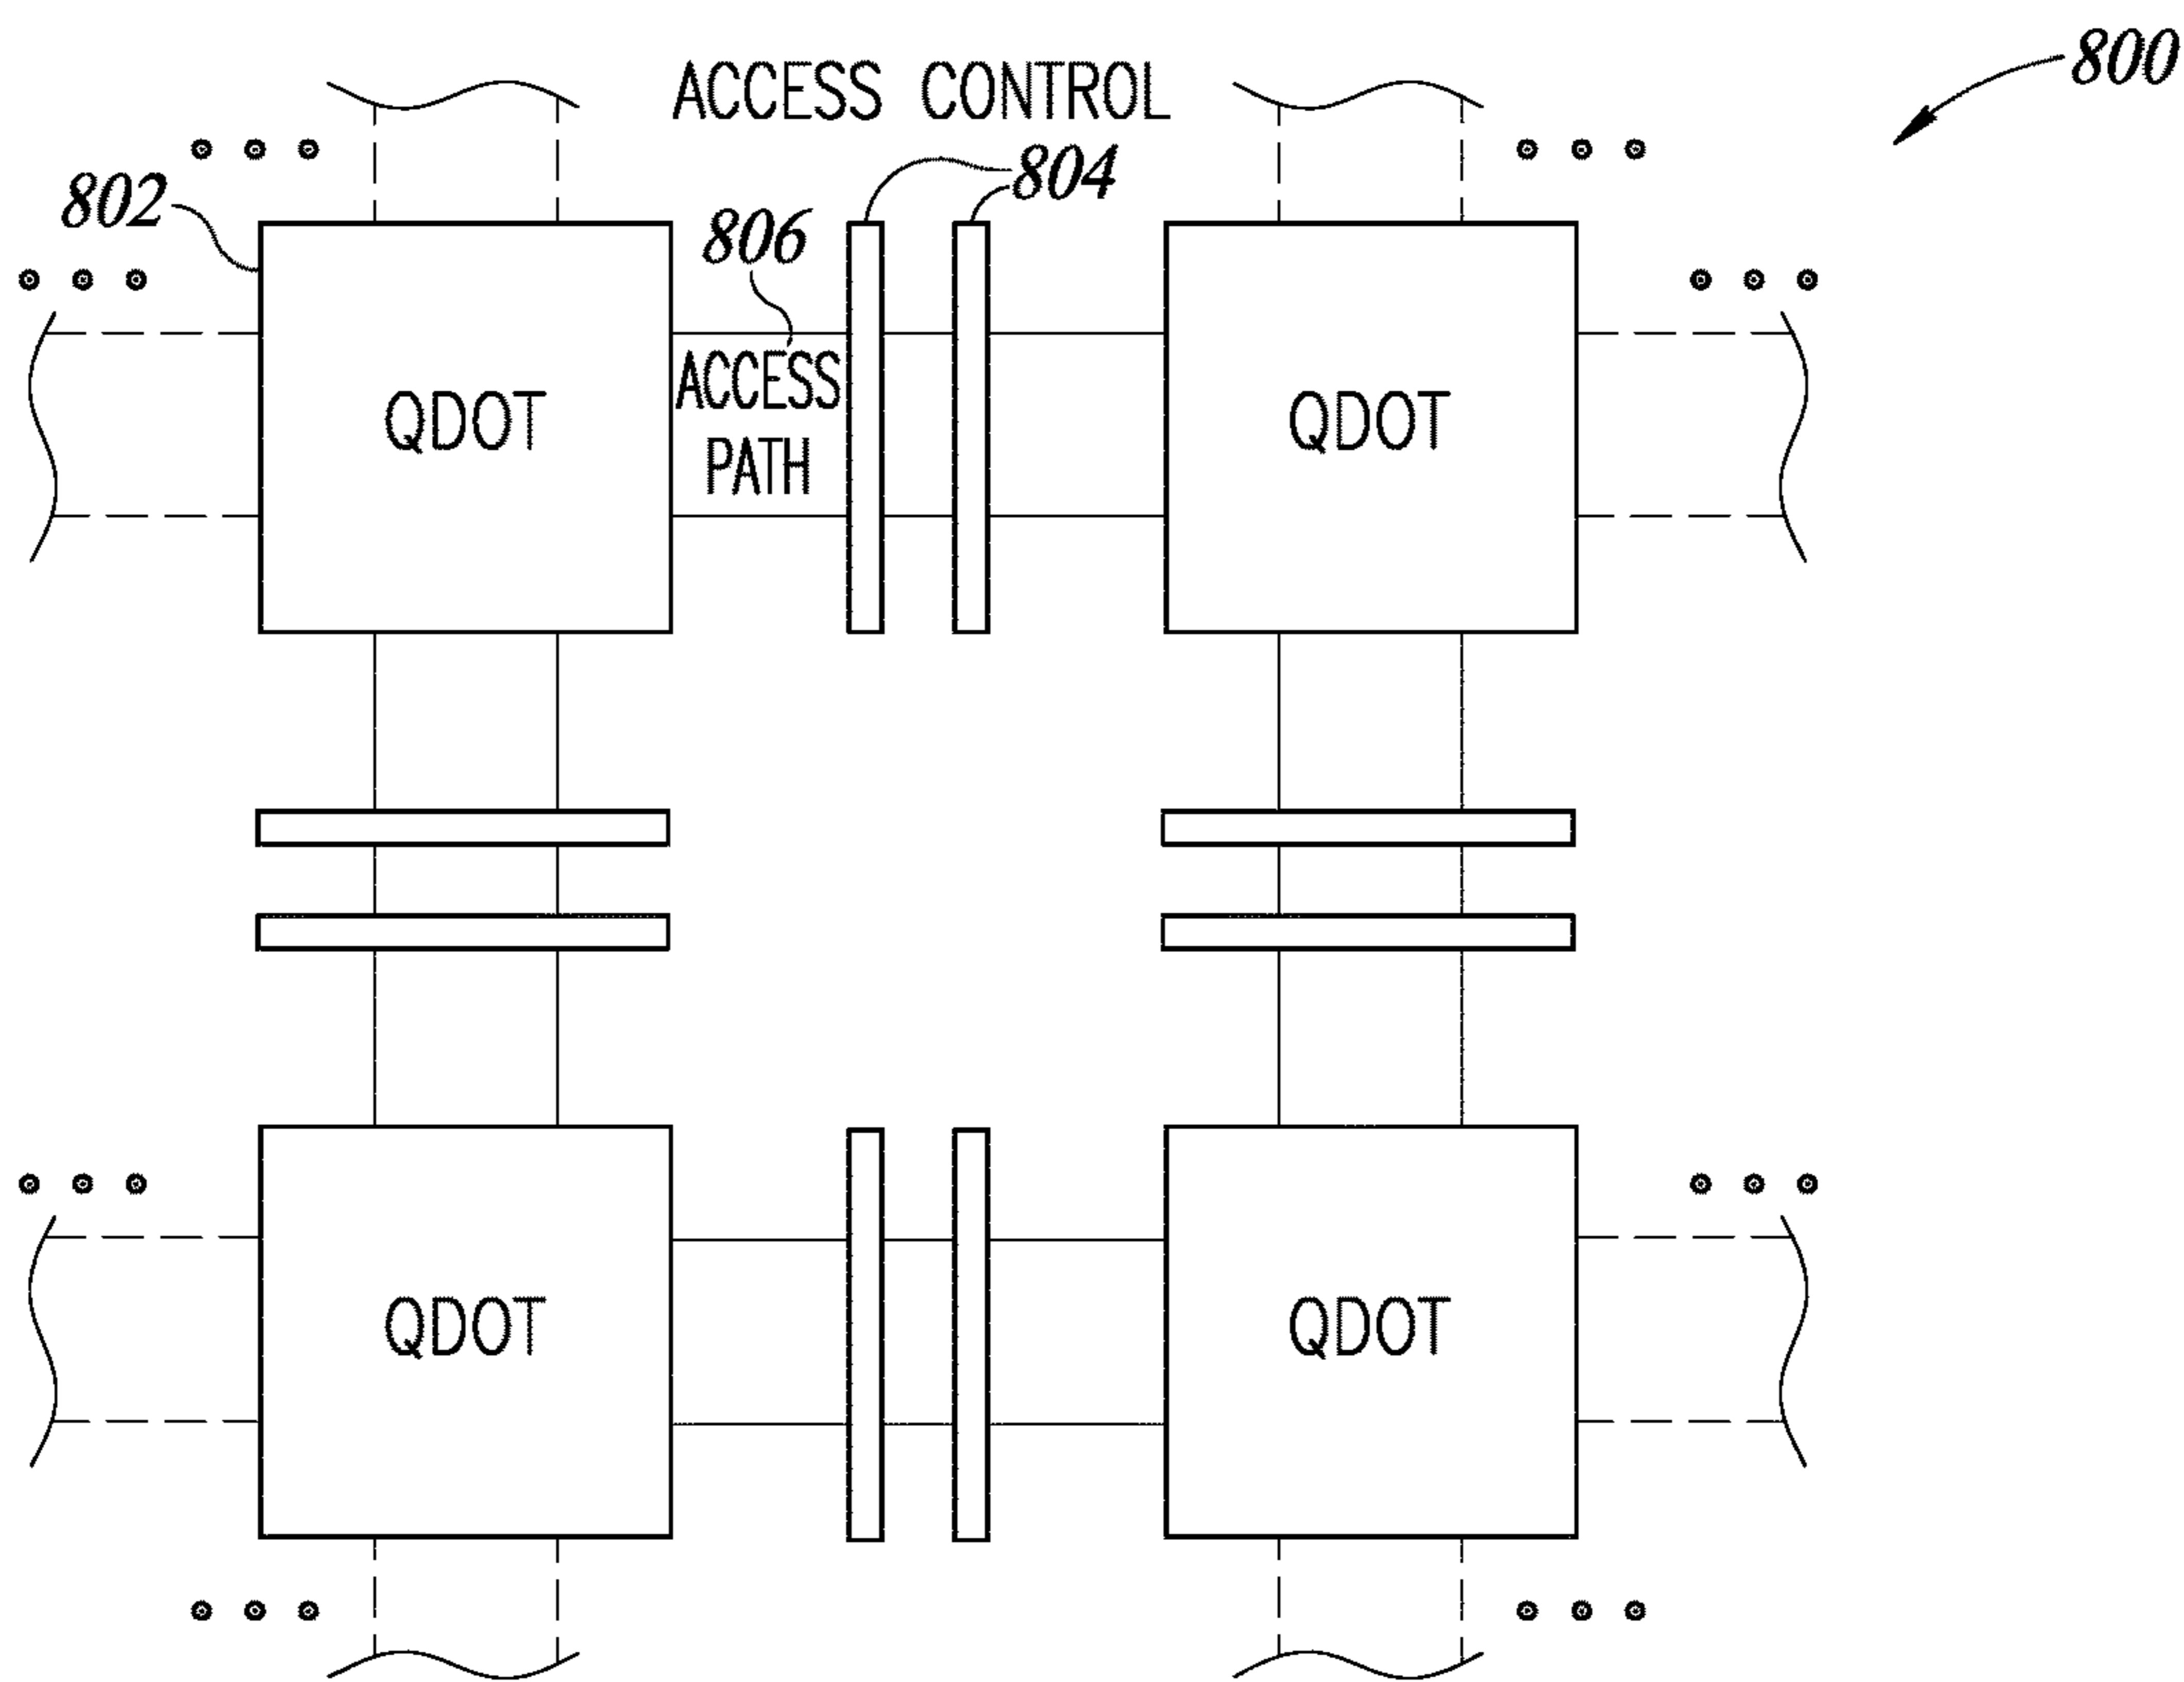 800
ACCESS CONTROL
804
802
806
ACCESS
PATH
QDOT
QDOT
QDOT
QDOT